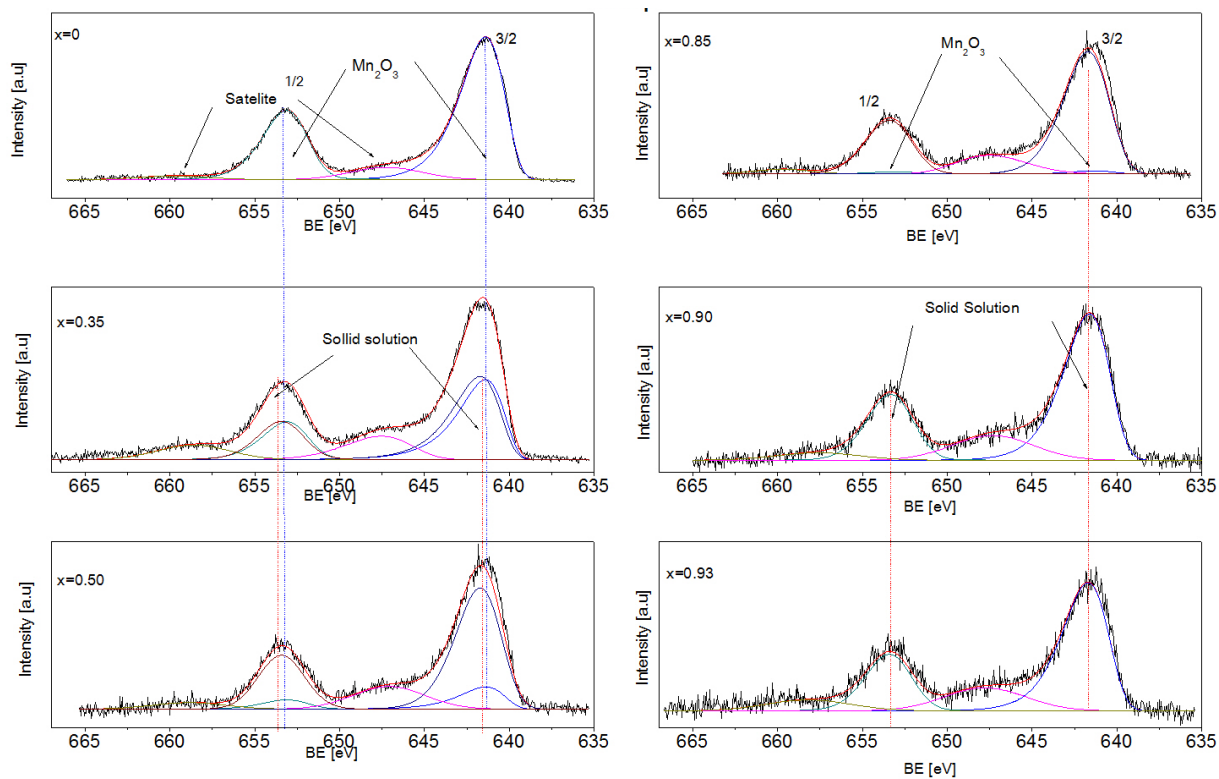 x=0
3/2
Mn2O3
1/2
Satelite
Intensity [a.u]
665 660 655 650 645 640 635
BE [eV]
x=0.35
Sollid solution
Intensity [a.u]
665 660 655 650 645 640 635
BE [eV]
x=0.50
Intensity [a.u]
665 660 655 650 645 640 635
BE [eV]
x=0.85
3/2
Mn2O3
1/2
Intensity [a.u]
665 660 655 650 645 640 635
BE [eV]
x=0.90
Solid Solution
Intensity [a.u]
665 660 655 650 645 640 635
BE [eV]
x=0.93
Intensity [a.u]
665 660 655 650 645 640 635
BE [eV]